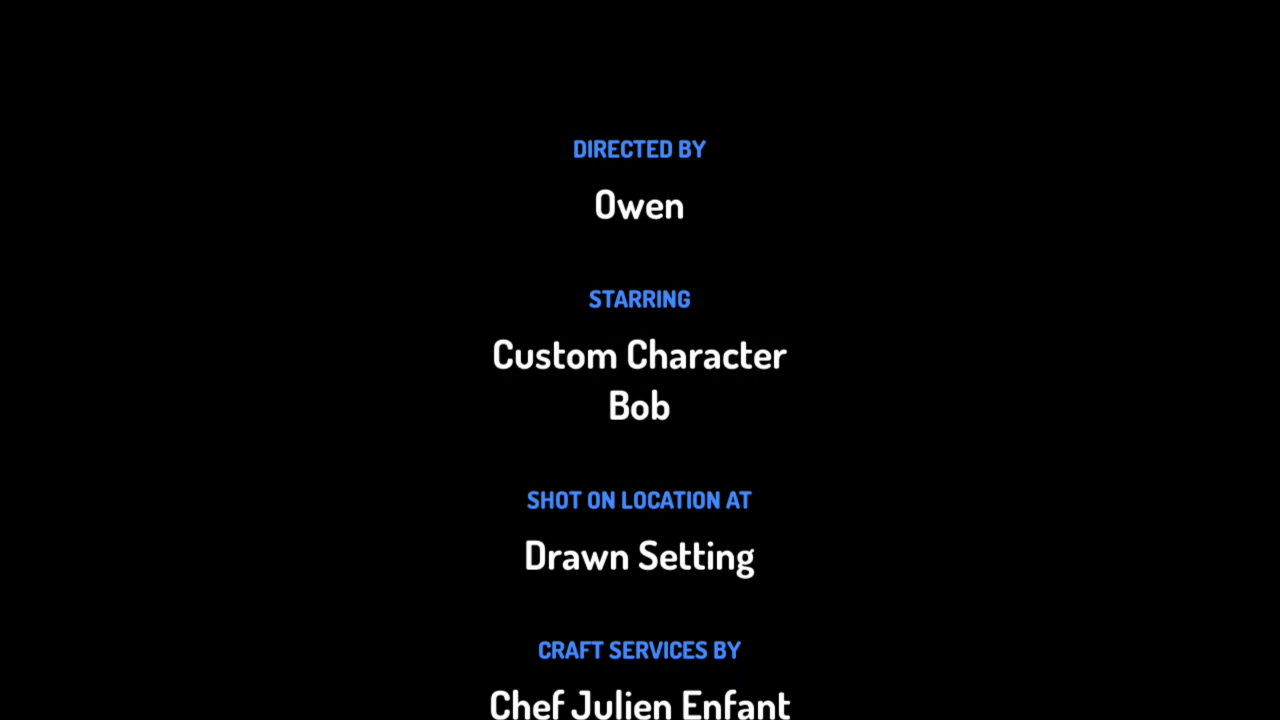 DIRECTED BY
Owen
STARRING
Custom Character
Bob
SHOT ON LOCATION AT
Drawn Setting
CRAFT SERVICES BY
Chef Julien Enfant